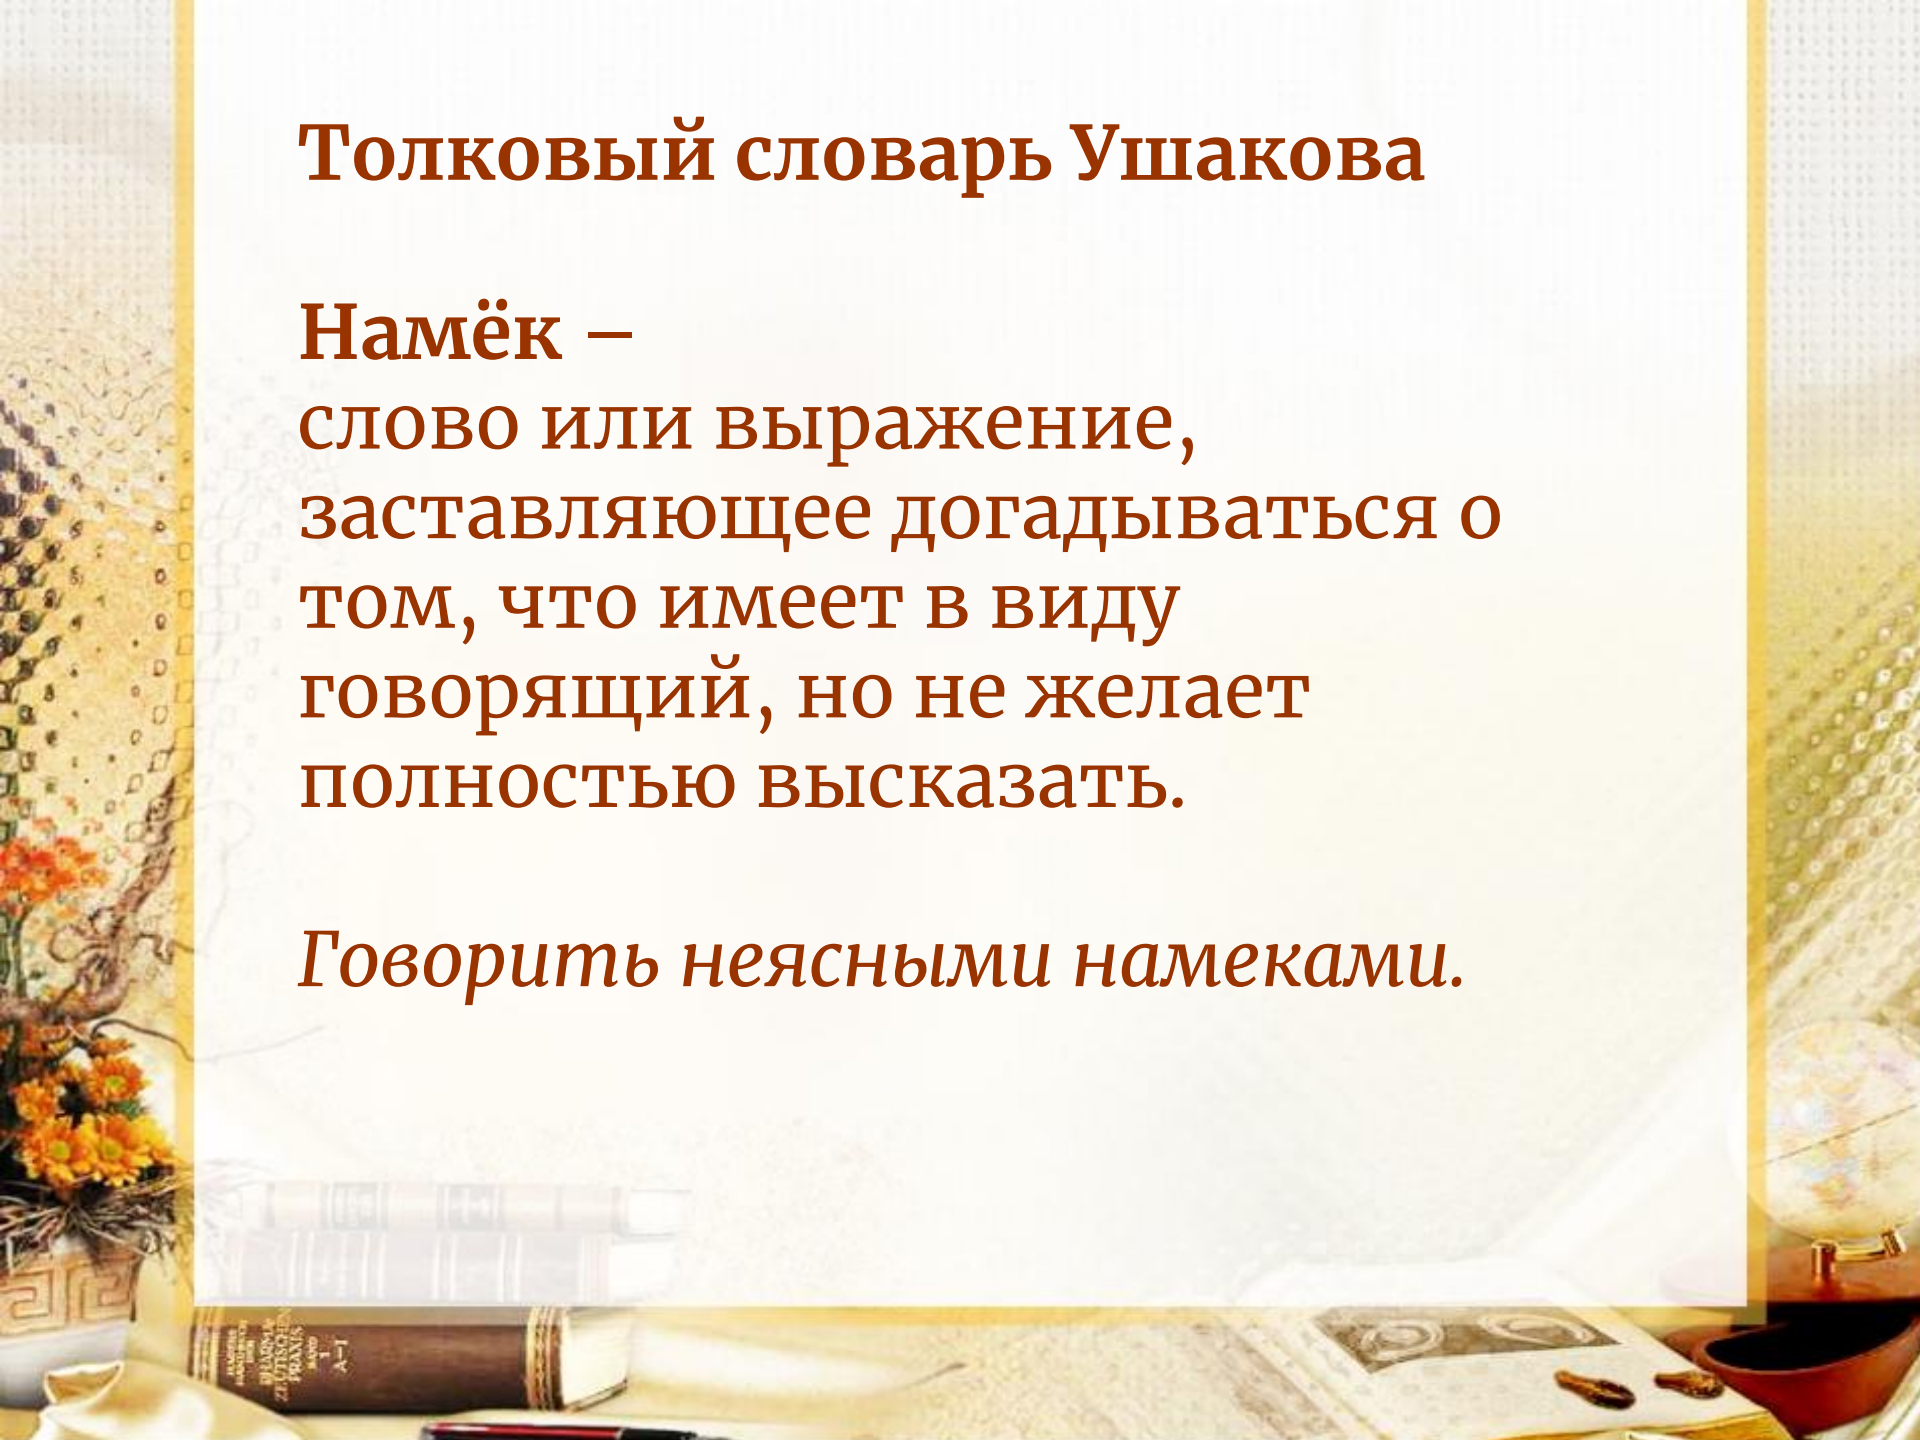 Толковый словарь Ушакова
Намёк –
слово или выражение,
заставляющее догадываться о
том, что имеет в виду
говорящий, но не желает
полностью высказать.
Говорить неясными намеками.
PRAXIS
A–I